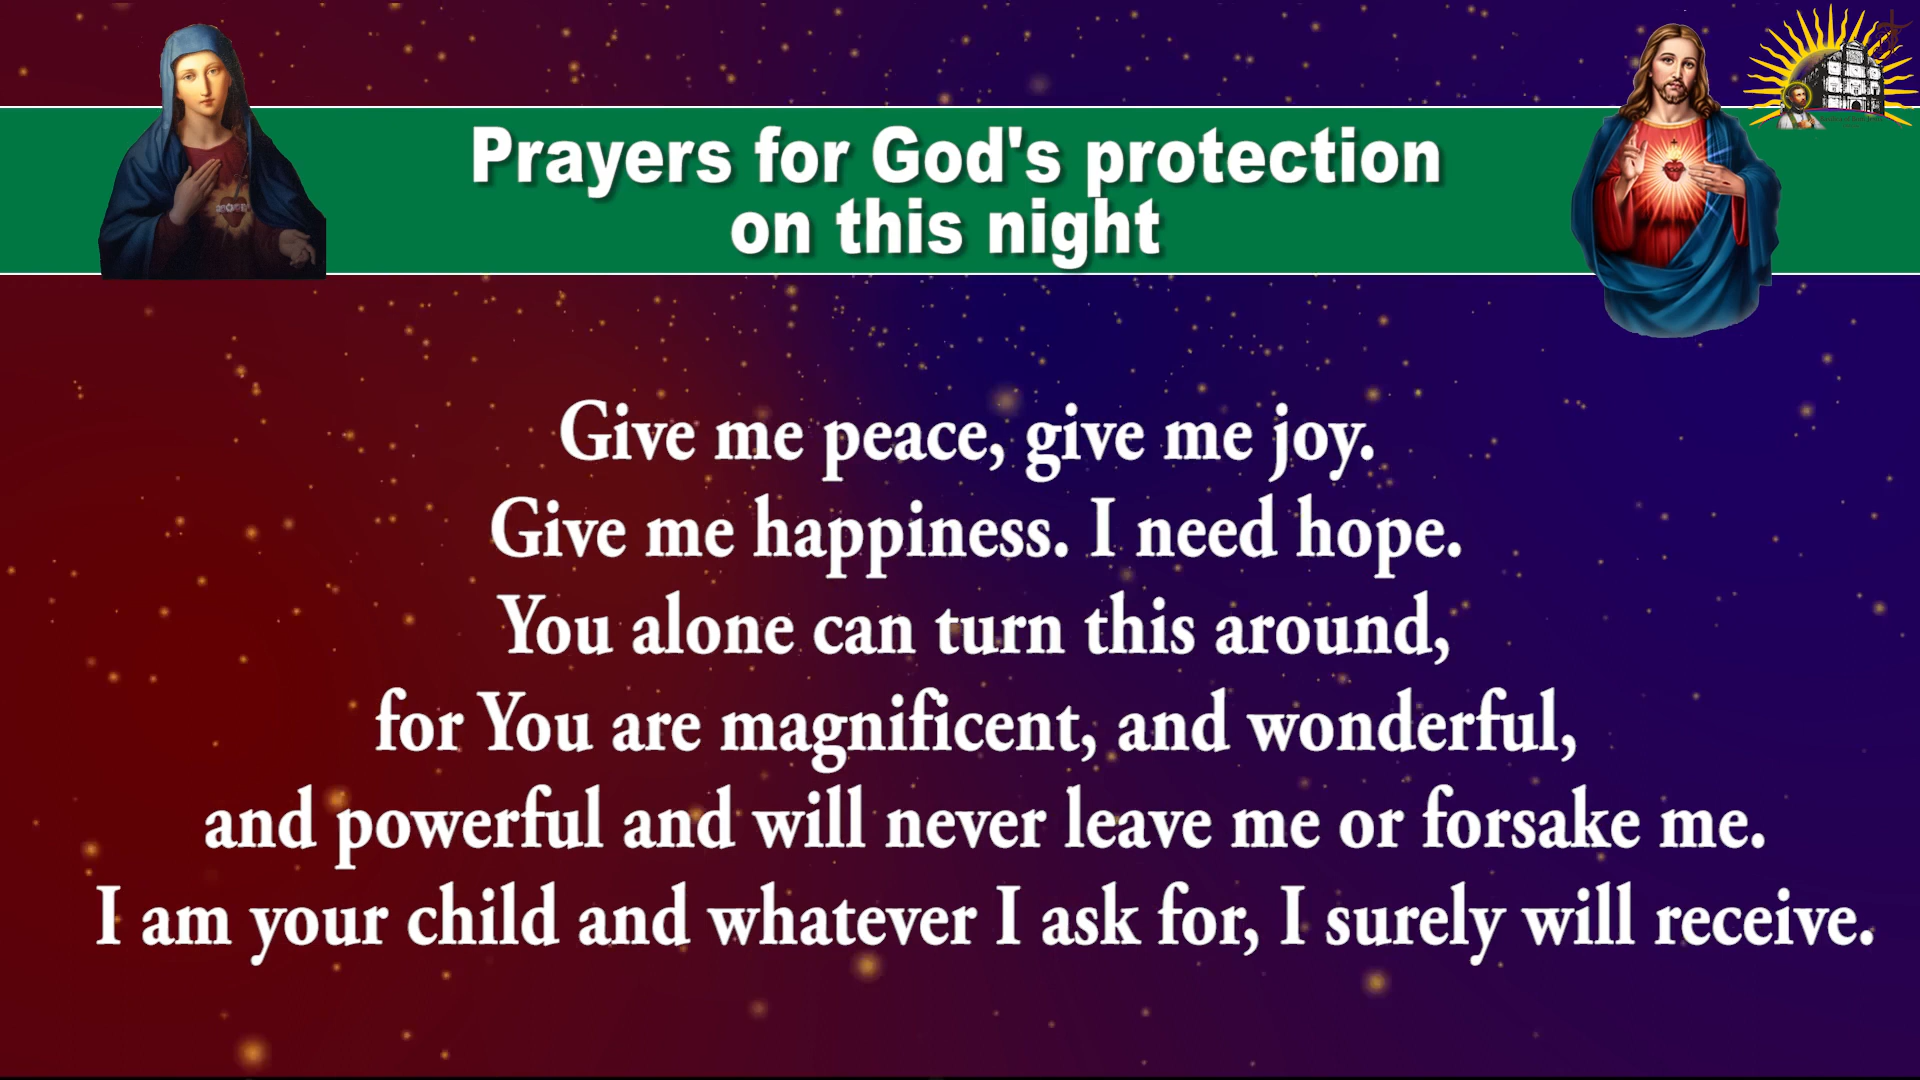 Prayers for God's protection
on this night
Give me peace, give me joy.
Give me happiness. I need hope.
You alone can turn this around,
for You are magnificent, and wonderful,
and powerful and will never leave me or forsake me.
I am your child and whatever I ask for, I surely will receive.